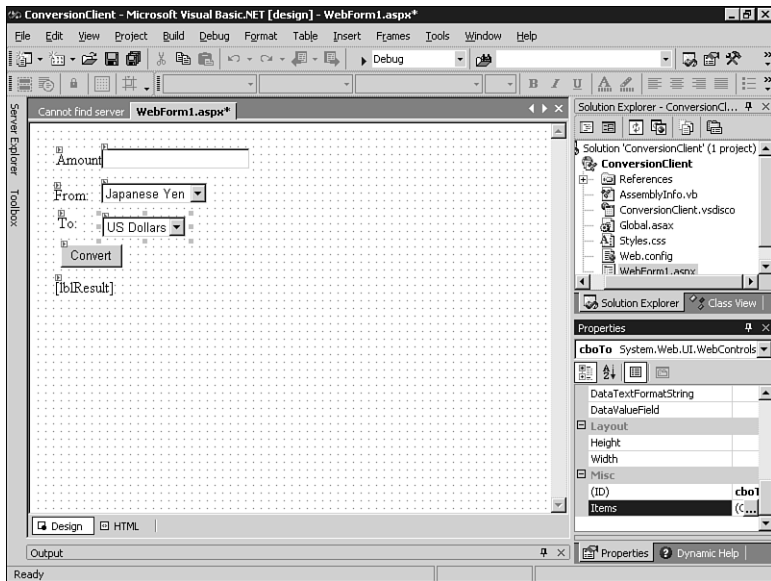 ConversionClient - Microsoft Visual Basic.NET [design] - WebForm1.aspx*
File Edit View Project Build Debug Format Table Insert Frames Tools Window Help
Debug
B I U A
Server Explorer
Toolbox
Cannot find server WebForm1.aspx*
Amount
From: Japanese Yen
To: US Dollars
Convert
[lblResult]
Design HTML
Output
Ready
Solution Explorer - ConversionCl...
Solution 'ConversionClient' (1 project)
ConversionClient
References
AssemblyInfo.vb
ConversionClient.vsdisco
Global.asax
Styles.css
Web.config
WebForm1.aspx
Solution Explorer Class View
Properties
cboTo System.Web.UI.WebControls
DataTextFormatString
DataValueField
Layout
Height
Width
Misc
(ID) cboT
Items (C ...
Properties Dynamic Help